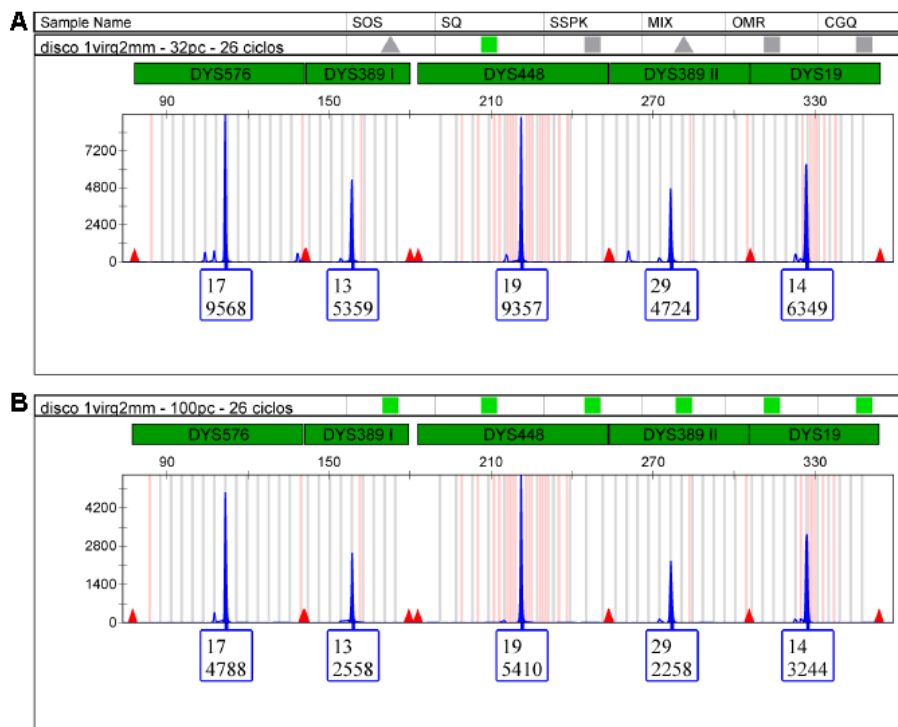 A
Sample Name SOS SQ SSPK MIX OMR CGQ
disco 1virq2mm - 32pc - 26 ciclos
DYS576 DYS389 I DYS448 DYS389 II DYS19
90 150 210 270 330
7200
4800
2400
0
17 13 19 29 14
9568 5359 9357 4724 6349
B
disco 1virq2mm - 100pc - 26 ciclos
DYS576 DYS389 I DYS448 DYS389 II DYS19
90 150 210 270 330
4200
2800
1400
0
17 13 19 29 14
4788 2558 5410 2258 3244